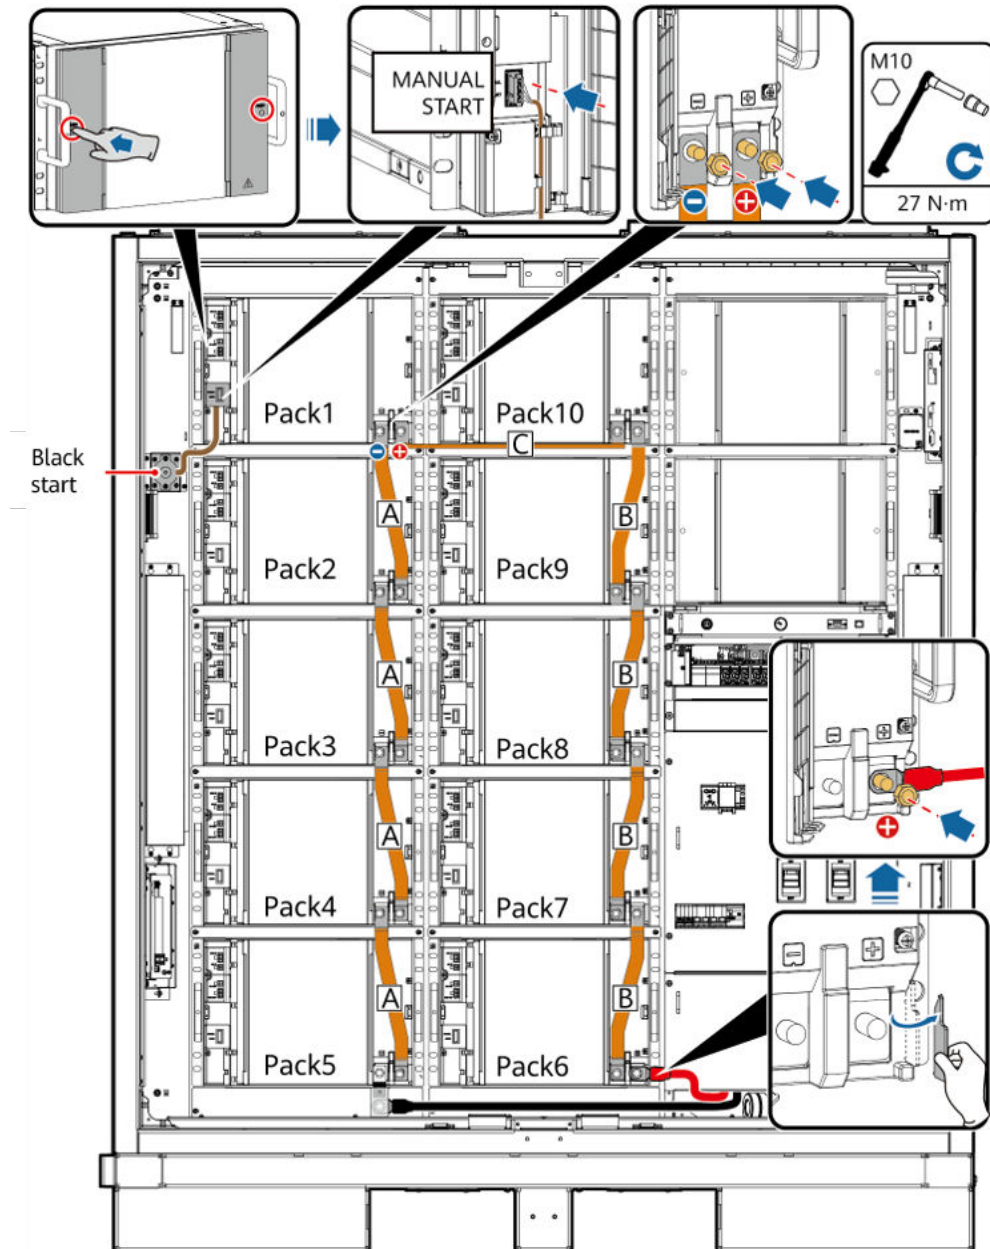 MANUAL
START
M10
27 N·m
Black
start
Pack1
Pack10
C
A
B
Pack2
Pack9
A
B
Pack3
Pack8
A
B
Pack4
Pack7
A
B
Pack5
Pack6